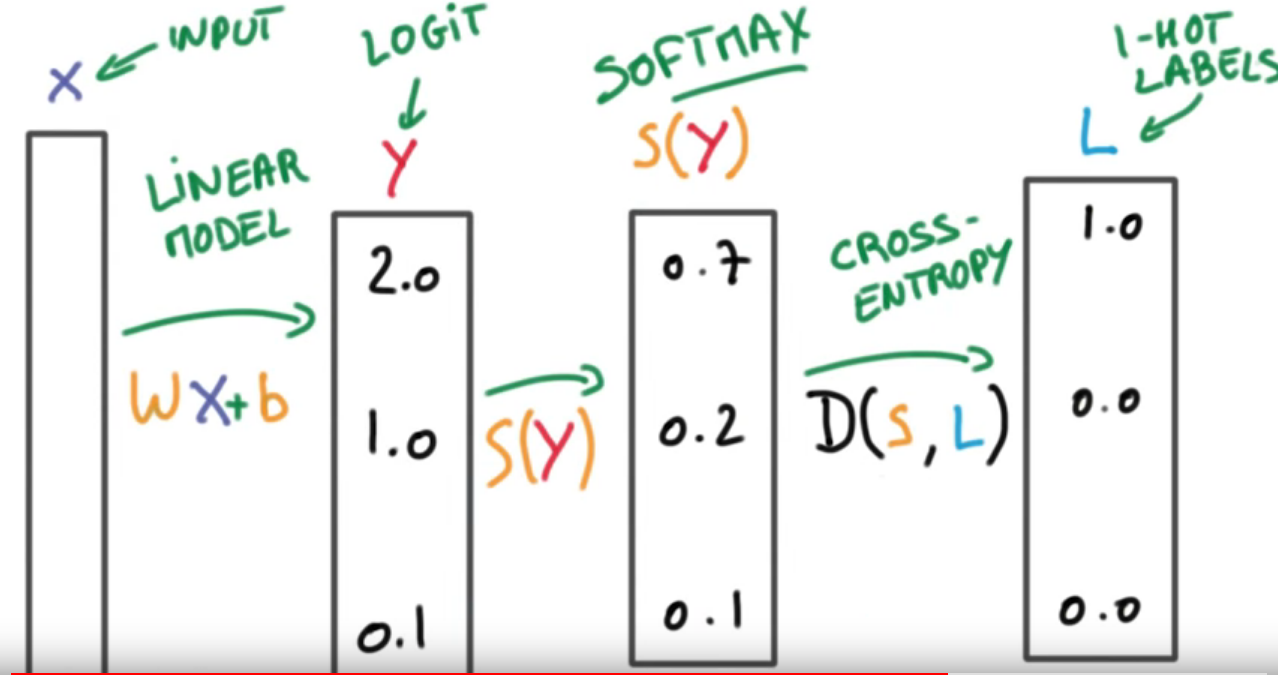 X
INPUT
LINEAR
MODEL
WX+b
LOGIT
Y
2.0
1.0
0.1
S(Y)
SOFTMAX
S(Y)
0.7
0.2
0.1
CROSS-
ENTROPY
D(S, L)
1-HOT
LABELS
L
1.0
0.0
0.0